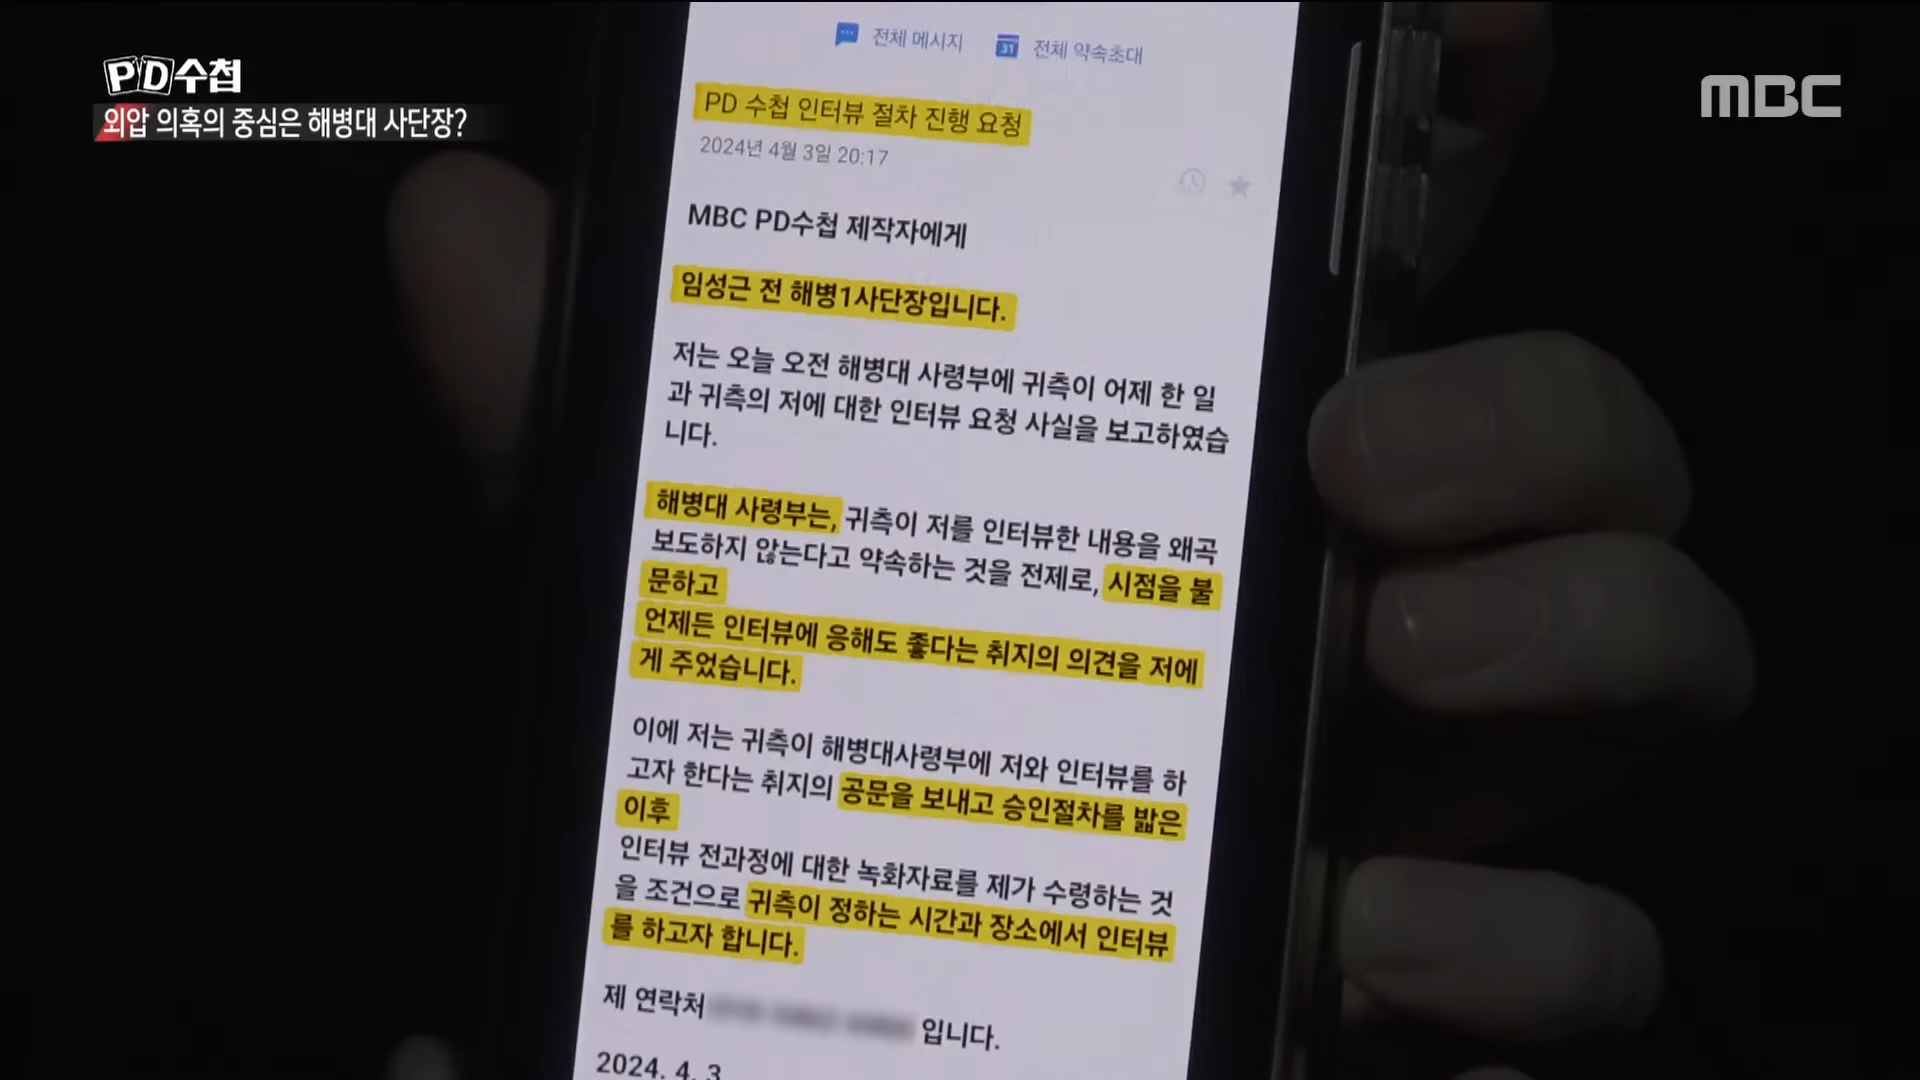 PD수첩
외압 의혹의 중심은 해병대 사단장?
MBC
전체 메시지
31
전체 약속초대
PD 수첩 인터뷰 절차 진행 요청
2024년 4월 3일 20:17
MBC PD수첩 제작자에게
임성근 전 해병1사단장입니다.
저는 오늘 오전 해병대 사령부에 귀측이 어제 한 일
과 귀측의 저에 대한 인터뷰 요청 사실을 보고하였습
니다.
해병대 사령부는, 귀측이 저를 인터뷰한 내용을 왜곡
보도하지 않는다고 약속하는 것을 전제로, 시점을 불
문하고
언제든 인터뷰에 응해도 좋다는 취지의 의견을 저에
게 주었습니다.
이에 저는 귀측이 해병대사령부에 저와 인터뷰를 하
고자 한다는 취지의 공문을 보내고 승인절차를 밟은
이후
인터뷰 전과정에 대한 녹화자료를 제가 수령하는 것
을 조건으로 귀측이 정하는 시간과 장소에서 인터뷰
를 하고자 합니다.
제 연락처 입니다.
2024. 4. 3